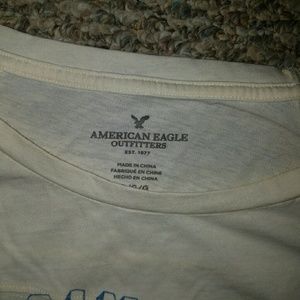 AMERICAN EAGLE
OUTFITTERS
EST. 1977
MADE IN CHINA
FABRIQUÉ EN CHINE
HECHO EN CHINA